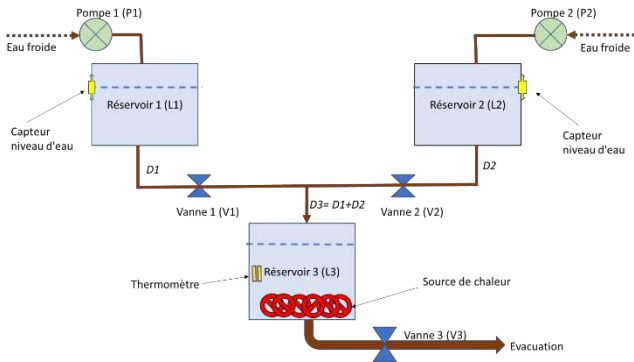 Pompe 1 (P1)
Pompe 2 (P2)
Eau froide
Eau froide
Réservoir 1 (L1)
Réservoir 2 (L2)
Capteur
niveau d'eau
Capteur
niveau d'eau
D1
D2
Vanne 1 (V1)
D3= D1+D2
Vanne 2 (V2)
Réservoir 3 (L3)
Thermomètre
Source de chaleur
Vanne 3 (V3)
Evacuation